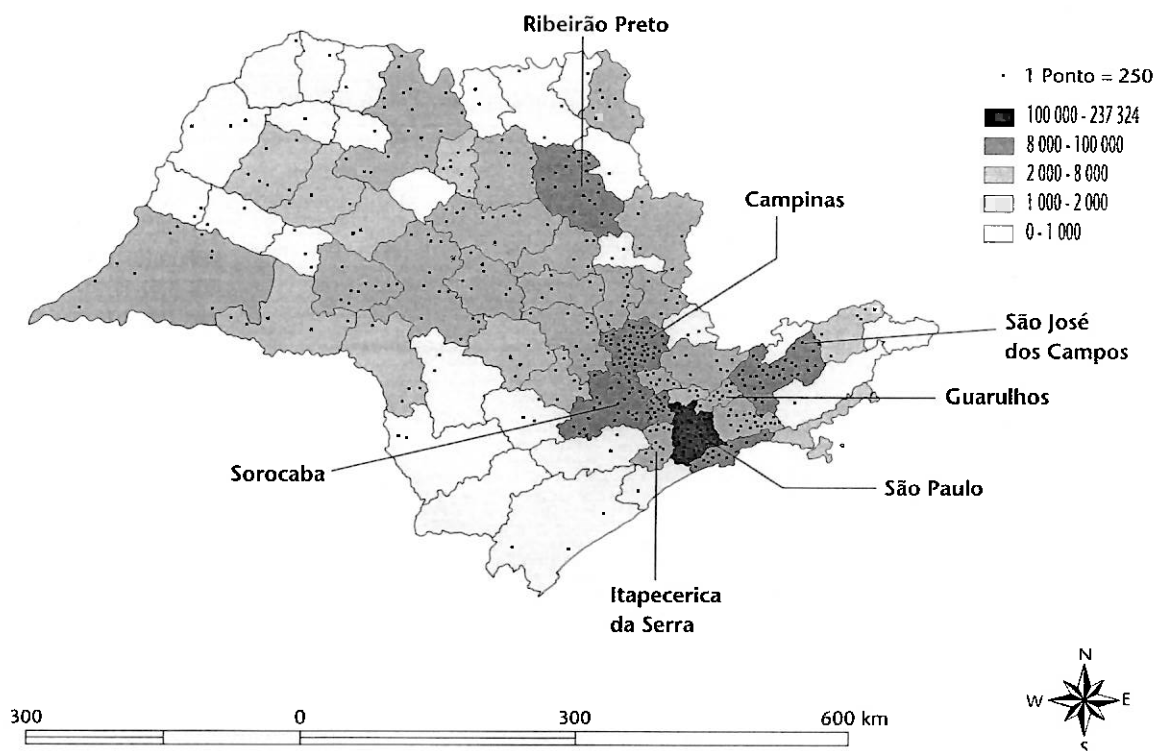 Ribeirão Preto
1 Ponto = 250
100 000 - 237 324
8 000 - 100 000
2 000 - 8 000
1 000 - 2 000
0 - 1 000
Campinas
São José
dos Campos
Guarulhos
Sorocaba
São Paulo
Itapecerica
da Serra
N
W E
S
300 0 300 600 km